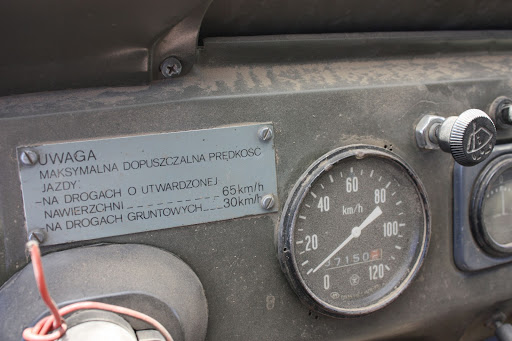 UWAGA
MAKSYMALNA DOPUSZCZALNA PRĘDKOŚĆ
JAZDY:
-NA DROGACH O UTWARDZONEJ
NAWIERZCHNI 65km/h
-NA DROGACH GRUNTOWYCH 30km/h
0 20 40 60 80 100 120
km/h
37150